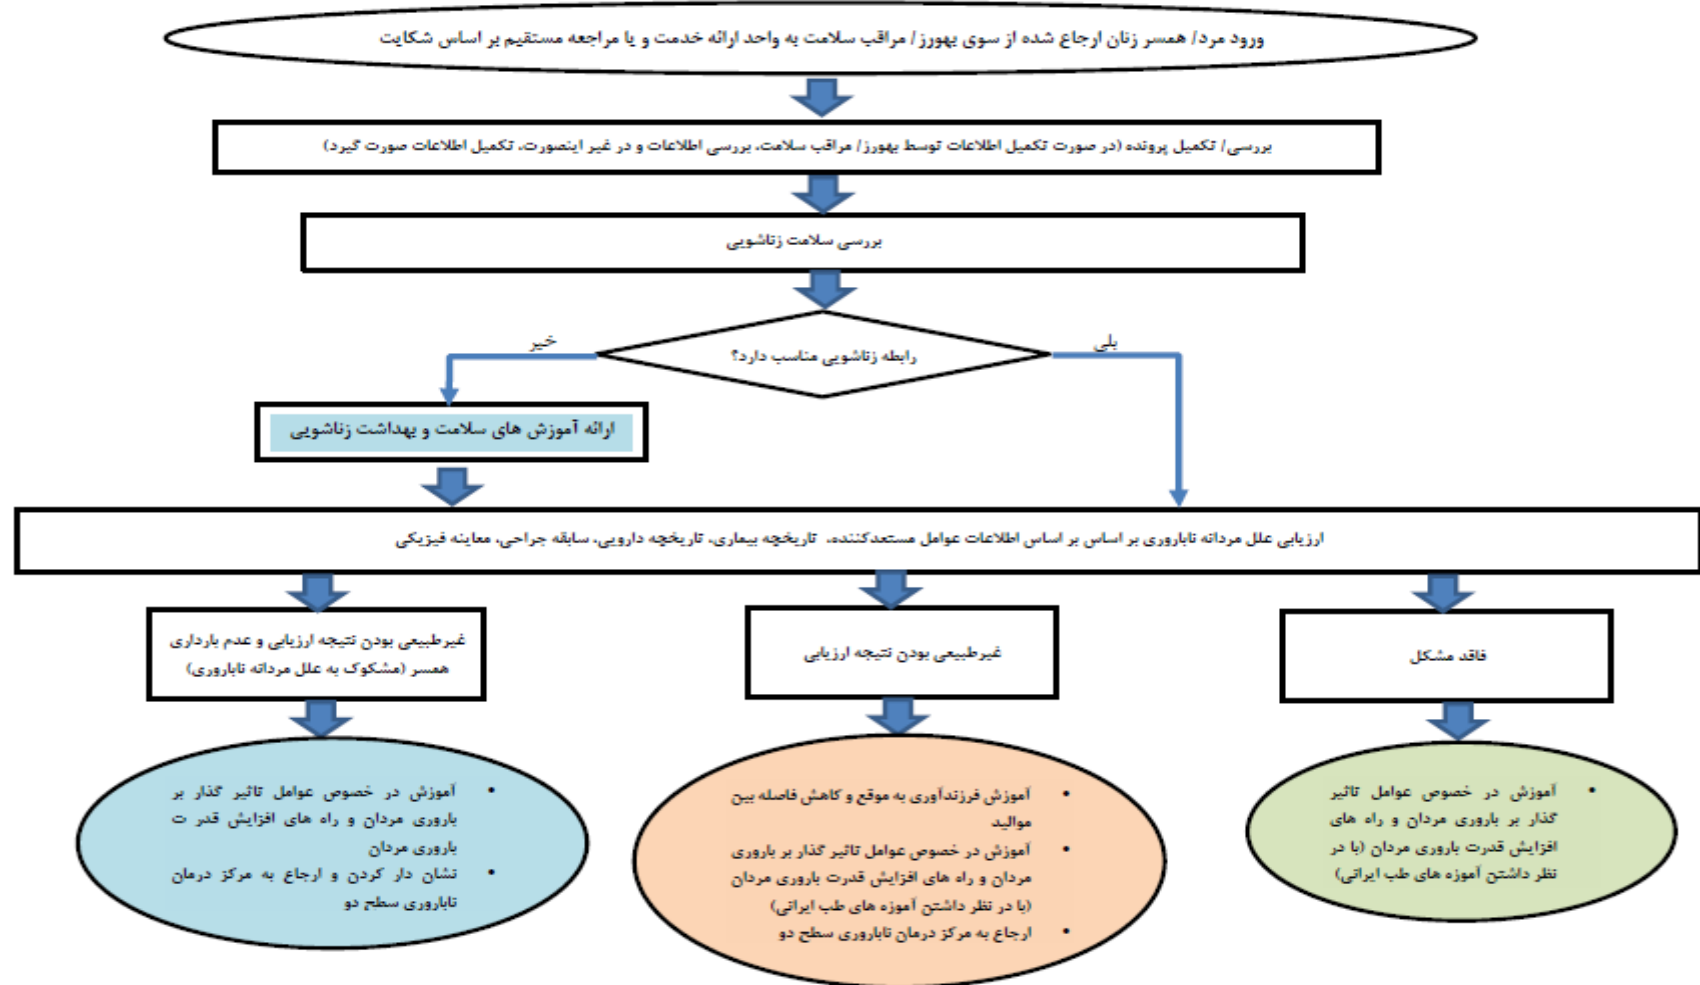 ورود مرد/ همسر زنان ارجاع شده از سوی بهورز/ مراقب سلامت به واحد ارائه خدمت و یا مراجعه مستقیم بر اساس شکایت
بررسی/ تکمیل پرونده (در صورت تکمیل اطلاعات توسط بهورز/ مراقب سلامت، بررسی اطلاعات و در غیر اینصورت، تکمیل اطلاعات صورت گیرد)
بررسی سلامت زناشویی
رابطه زناشویی مناسب دارد؟
بلی
خیر
ارائه آموزش های سلامت و بهداشت زناشویی
ارزیابی علل مردانه ناباروری بر اساس بر اساس اطلاعات عوامل مستعدکننده، تاریخچه بیماری، تاریخچه دارویی، سابقه جراحی، معاینه فیزیکی
فاقد مشکل
غیرطبیعی بودن نتیجه ارزیابی
غیرطبیعی بودن نتیجه ارزیابی و عدم بارداری
همسر (مشکوک به علل مردانه ناباروری)
• آموزش در خصوص عوامل تاثیر
گذار بر باروری مردان و راه های
افزایش قدرت باروری مردان (با در
نظر داشتن آموزه های طب ایرانی)
• آموزش فرزندآوری به موقع و کاهش فاصله بین
موالید
• آموزش در خصوص عوامل تاثیر گذار بر باروری
مردان و راه های افزایش قدرت باروری مردان
(با در نظر داشتن آموزه های طب ایرانی)
• ارجاع به مرکز درمان ناباروری سطح دو
• آموزش در خصوص عوامل تاثیر گذار بر
باروری مردان و راه های افزایش قدر ت
باروری مردان
• نشان دار کردن و ارجاع به مرکز درمان
ناباروری سطح دو